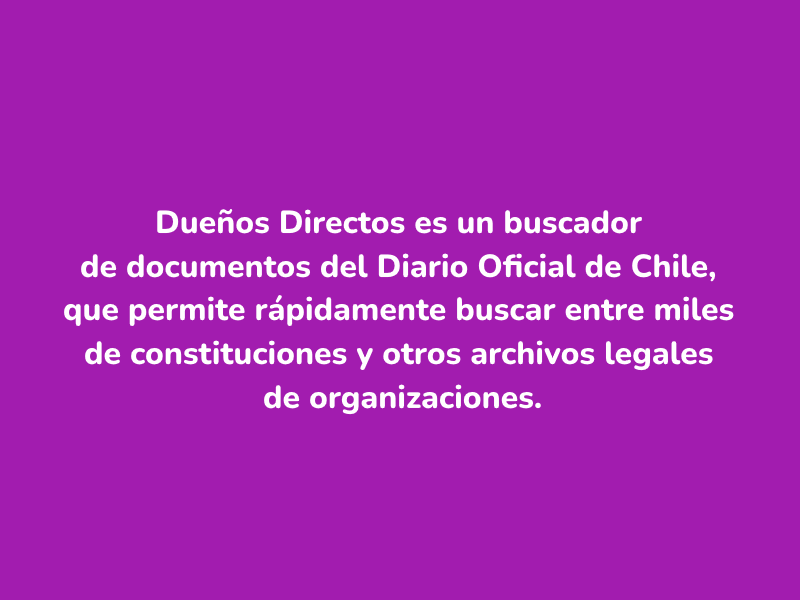 Dueños Directos es un buscador
de documentos del Diario Oficial de Chile,
que permite rápidamente buscar entre miles
de constituciones y otros archivos legales
de organizaciones.